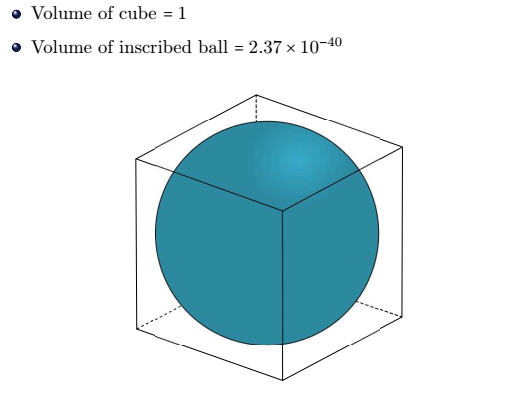 • Volume of cube = 1
• Volume of inscribed ball = 2.37 × 10⁻⁴⁰